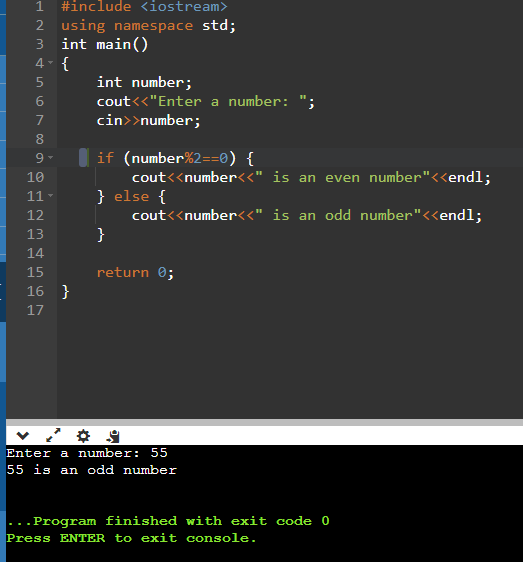 1 #include <iostream>
2 using namespace std;
3 int main()
4 {
5     int number;
6     cout<<"Enter a number: ";
7     cin>>number;
8
9     if (number%2==0) {
10         cout<<number<<" is an even number"<<endl;
11     } else {
12         cout<<number<<" is an odd number"<<endl;
13     }
14
15     return 0;
16 }
17
Enter a number: 55
55 is an odd number
...Program finished with exit code 0
Press ENTER to exit console.